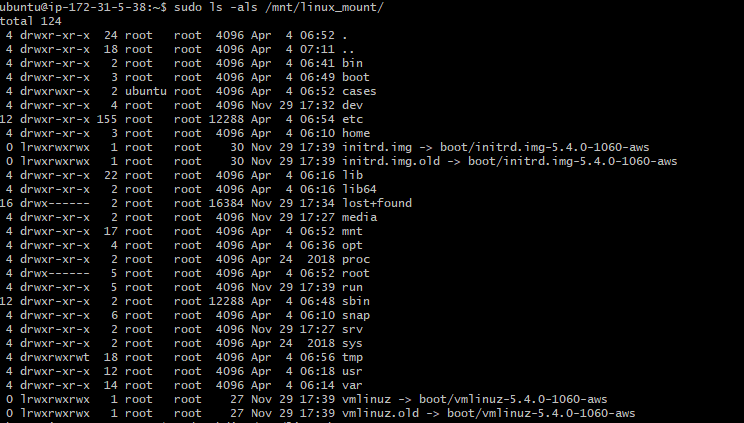 ubuntu@ip-172-31-5-38:~$ sudo ls -als /mnt/linux_mount/
total 124
 4 drwxr-xr-x  24 root   root  4096 Apr  4 06:52 .
 4 drwxr-xr-x  18 root   root  4096 Apr  4 07:11 ..
 4 drwxr-xr-x   2 root   root  4096 Apr  4 06:41 bin
 4 drwxr-xr-x   3 root   root  4096 Apr  4 06:49 boot
 4 drwxrwxr-x   2 ubuntu root  4096 Apr  4 06:52 cases
 4 drwxr-xr-x   4 root   root  4096 Nov 29 17:32 dev
12 drwxr-xr-x 155 root   root 12288 Apr  4 06:54 etc
 4 drwxr-xr-x   3 root   root  4096 Apr  4 06:10 home
 0 lrwxrwxrwx   1 root   root    30 Nov 29 17:39 initrd.img -> boot/initrd.img-5.4.0-1060-aws
 0 lrwxrwxrwx   1 root   root    30 Nov 29 17:39 initrd.img.old -> boot/initrd.img-5.4.0-1060-aws
 4 drwxr-xr-x  22 root   root  4096 Apr  4 06:16 lib
 4 drwxr-xr-x   2 root   root  4096 Apr  4 06:16 lib64
16 drwx------   2 root   root 16384 Nov 29 17:34 lost+found
 4 drwxr-xr-x   2 root   root  4096 Nov 29 17:27 media
 4 drwxr-xr-x  17 root   root  4096 Apr  4 06:52 mnt
 4 drwxr-xr-x   4 root   root  4096 Apr  4 06:36 opt
 4 drwxr-xr-x   2 root   root  4096 Apr 24  2018 proc
 4 drwx------   5 root   root  4096 Apr  4 06:52 root
 4 drwxr-xr-x   5 root   root  4096 Nov 29 17:39 run
12 drwxr-xr-x   2 root   root 12288 Apr  4 06:48 sbin
 4 drwxr-xr-x   6 root   root  4096 Apr  4 06:10 snap
 4 drwxr-xr-x   2 root   root  4096 Nov 29 17:27 srv
 4 drwxr-xr-x   2 root   root  4096 Apr 24  2018 sys
 4 drwxrwxrwt  18 root   root  4096 Apr  4 06:56 tmp
 4 drwxr-xr-x  12 root   root  4096 Apr  4 06:18 usr
 4 drwxr-xr-x  14 root   root  4096 Apr  4 06:14 var
 0 lrwxrwxrwx   1 root   root    27 Nov 29 17:39 vmlinuz -> boot/vmlinuz-5.4.0-1060-aws
 0 lrwxrwxrwx   1 root   root    27 Nov 29 17:39 vmlinuz.old -> boot/vmlinuz-5.4.0-1060-aws